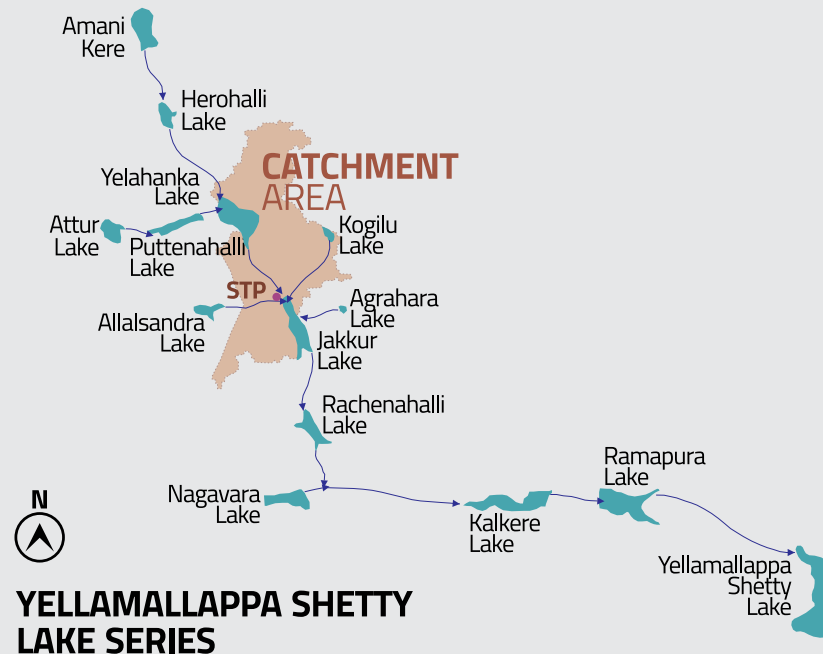 Amani
Kere
Herohalli
Lake
CATCHMENT
AREA
Yelahanka
Lake
Attur
Lake
Puttenahalli
Lake
Kogilu
Lake
STP
Allalsandra
Lake
Agrahara
Lake
Jakkur
Lake
Rachenahalli
Lake
Nagavara
Lake
Kalkere
Lake
Ramapura
Lake
Yellamallappa
Shetty
Lake
N
YELLAMALLAPPA SHETTY
LAKE SERIES